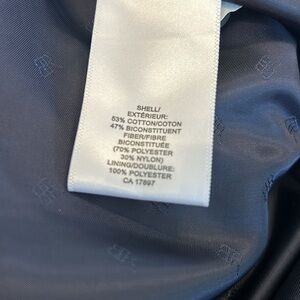 SHELL/
EXTÉRIEUR:
53% COTTON/COTON
47% BICONSTITUENT
FIBER/FIBRE
BICONSTITUÉE
(70% POLYESTER
30% NYLON)
LINING/DOUBLURE:
100% POLYESTER
CA 17897